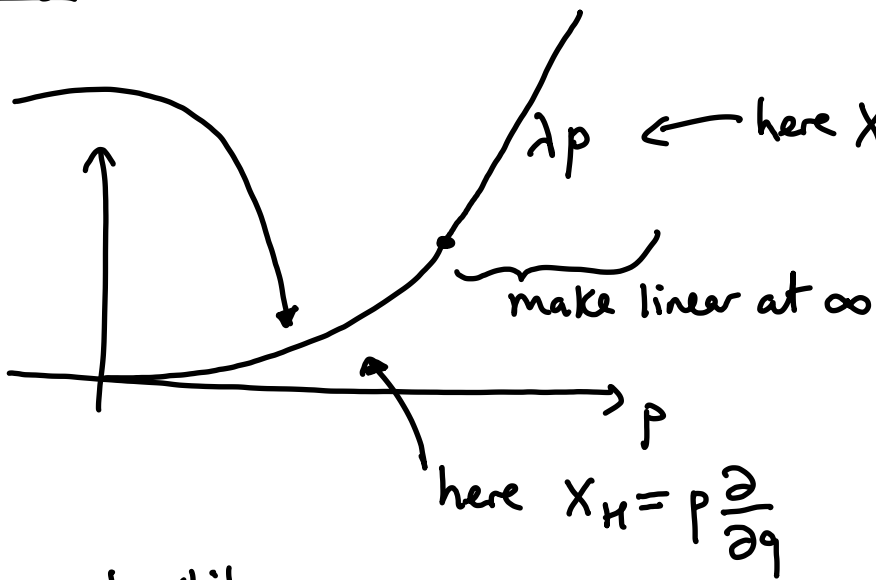 λp ← here X
make linear at ∞
p
here X_H = p ∂/∂q